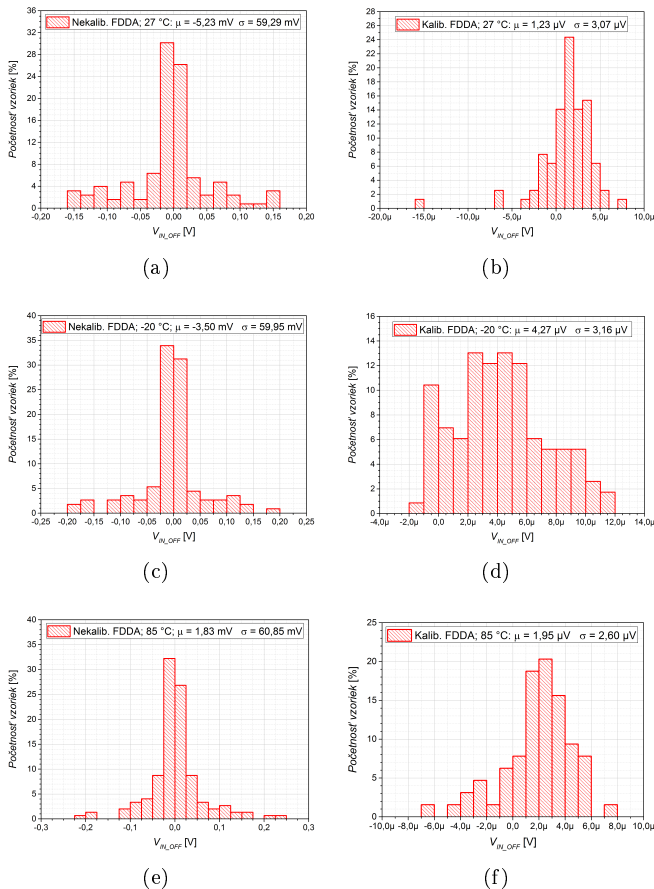 Nekalib. FDDA; 27 °C: μ = -5,23 mV σ = 59,29 mV
Početnosť vzoriek [%]
36
32
28
24
20
16
12
8
4
0
-0,20 -0,16 -0,12 -0,08 -0,04 0,00 0,04 0,08 0,12 0,16 0,20
V_IN_OFF [V]
(a)
Kalib. FDDA, 27 °C: μ = 1,23 μV σ = 3,07 μV
Početnosť vzoriek [%]
28
26
24
22
20
18
16
14
12
10
8
6
4
2
0
-20,0μ -15,0μ -10,0μ -5,0μ 0,0 5,0μ 10,0μ
V_IN_OFF [V]
(b)
Nekalib. FDDA; -20 °C; μ = -3,50 mV σ = 59,95 mV
Početnosť vzoriek [%]
40
35
30
25
20
15
10
5
0
-0,25 -0,20 -0,15 -0,10 -0,05 0,00 0,05 0,10 0,15 0,20 0,25
V_IN_OFF [V]
(c)
Kalib. FDDA; -20 °C: μ = 4,27 μV σ = 3,16 μV
Početnosť vzoriek [%]
16
14
12
10
8
6
4
2
0
-4,0μ -2,0μ 0,0 2,0μ 4,0μ 6,0μ 8,0μ 10,0μ 12,0μ 14,0μ
V_IN_OFF [V]
(d)
Nekalib. FDDA; 85 °C; μ = 1,83 mV σ = 60,85 mV
Početnosť vzoriek [%]
40
35
30
25
20
15
10
5
0
-0,3 -0,2 -0,1 0,0 0,1 0,2 0,3
V_IN_OFF [V]
(e)
Kalib. FDDA; 85 °C: μ = 1,95 μV σ = 2,60 μV
Početnosť vzoriek [%]
25
20
15
10
5
0
-10,0μ -8,0μ -6,0μ -4,0μ -2,0μ 0,0 2,0μ 4,0μ 6,0μ 8,0μ 10,0μ
V_IN_OFF [V]
(f)